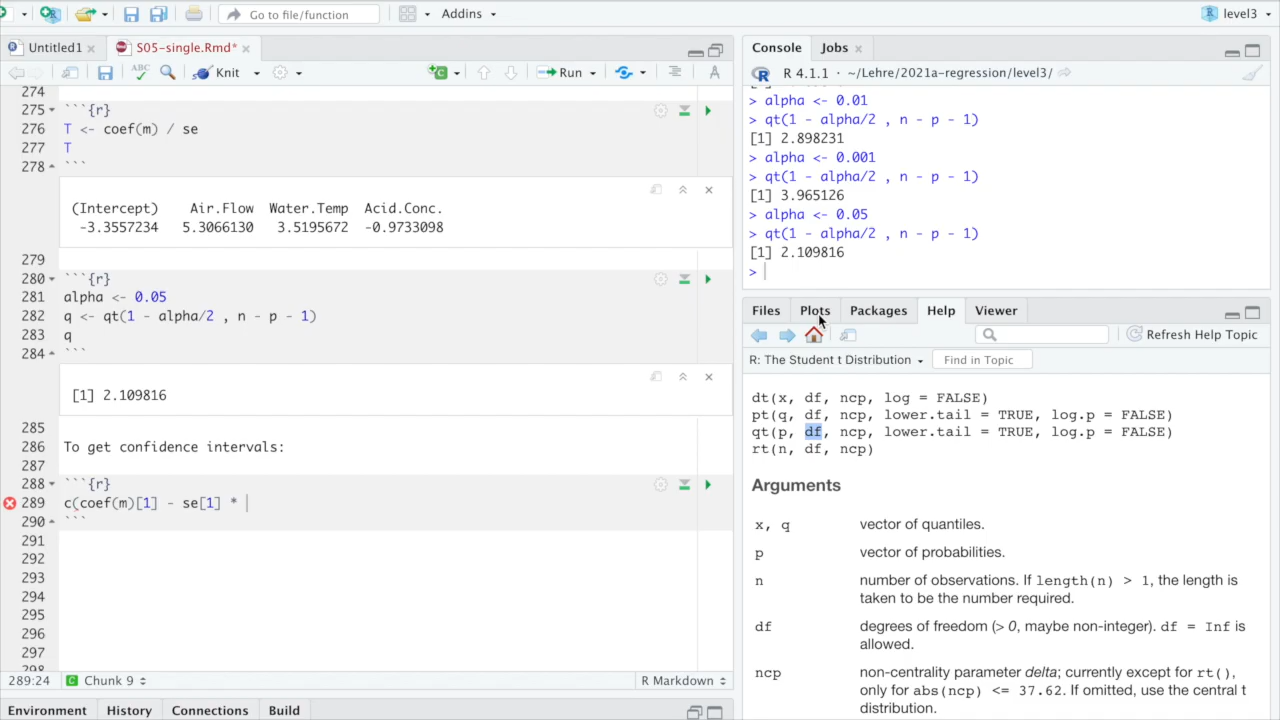 Go to file/function
Addins
level3
Untitled1
S05-single.Rmd*
ABC
Knit
Run
274
275 ```{r}
276 T <- coef(m) / se
277 T
278 ```
(Intercept) Air.Flow Water.Temp Acid.Conc.
-3.3557234 5.3066130 3.5195672 -0.9733098
279
280 ```{r}
281 alpha <- 0.05
282 q <- qt(1 - alpha/2 , n - p - 1)
283 q
284 ```
[1] 2.109816
285
286 To get confidence intervals:
287
288 ```{r}
289 c(coef(m)[1] - se[1] *
290 ```
291
292
293
294
295
296
297
298
289:24 Chunk 9 R Markdown
Environment History Connections Build
Console Jobs
R 4.1.1 · ~/Lehre/2021a-regression/level3/
> alpha <- 0.01
> qt(1 - alpha/2 , n - p - 1)
[1] 2.898231
> alpha <- 0.001
> qt(1 - alpha/2 , n - p - 1)
[1] 3.965126
> alpha <- 0.05
> qt(1 - alpha/2 , n - p - 1)
[1] 2.109816
>
Files Plots Packages Help Viewer
Refresh Help Topic
R: The Student t Distribution Find in Topic
dt(x, df, ncp, log = FALSE)
pt(q, df, ncp, lower.tail = TRUE, log.p = FALSE)
qt(p, df, ncp, lower.tail = TRUE, log.p = FALSE)
rt(n, df, ncp)
Arguments
x, q vector of quantiles.
p vector of probabilities.
n number of observations. If length(n) > 1, the length is
taken to be the number required.
df degrees of freedom (> 0, maybe non-integer). df = Inf is
allowed.
ncp non-centrality parameter delta; currently except for rt(),
only for abs(ncp) <= 37.62. If omitted, use the central t
distribution.